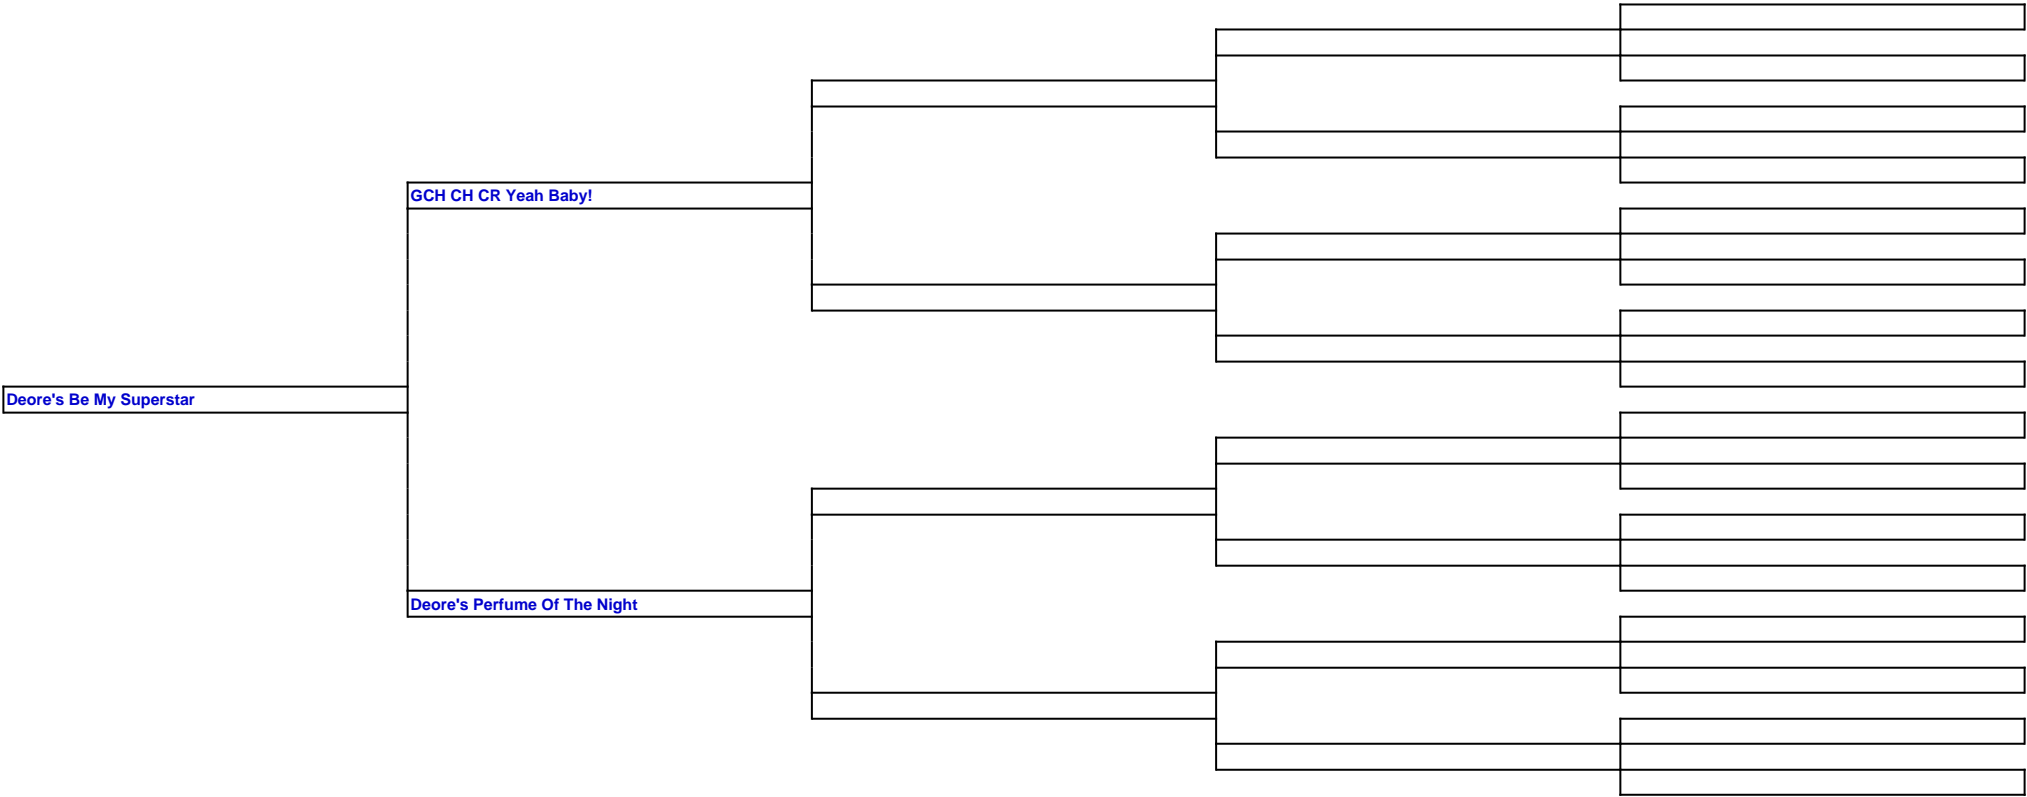 GCH CH CR Yeah Baby!
Deore's Be My Superstar
Deore's Perfume Of The Night